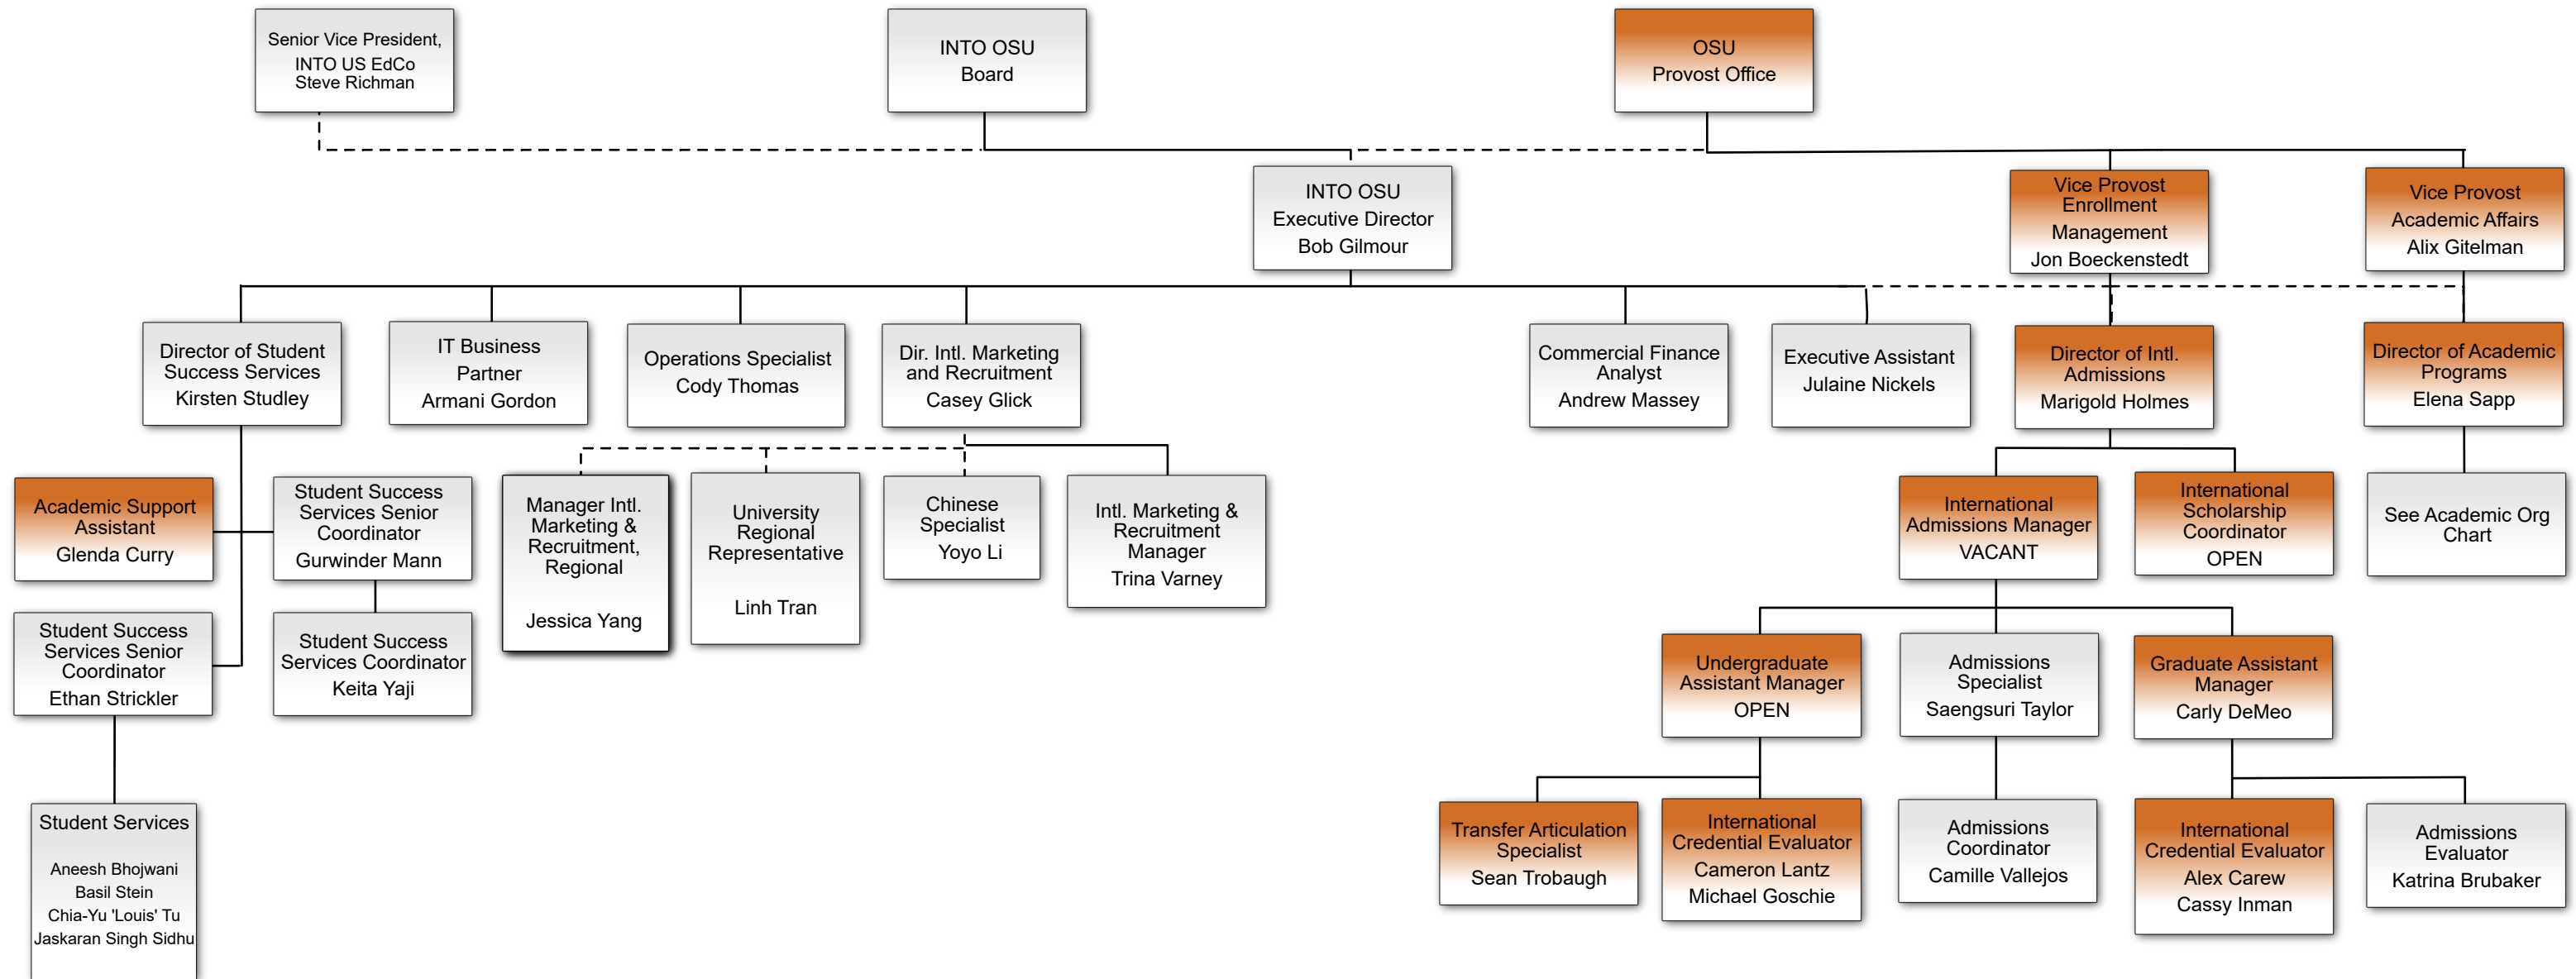 Senior Vice President,
INTO US EdCo
Steve Richman
INTO OSU
Board
OSU
Provost Office
INTO OSU
Executive Director
Bob Gilmour
Vice Provost
Enrollment
Management
Jon Boeckenstedt
Vice Provost
Academic Affairs
Alix Gitelman
Director of Student
Success Services
Kirsten Studley
IT Business
Partner
Armani Gordon
Operations Specialist
Cody Thomas
Dir. Intl. Marketing
and Recruitment
Casey Glick
Commercial Finance
Analyst
Andrew Massey
Executive Assistant
Julaine Nickels
Director of Intl.
Admissions
Marigold Holmes
Director of Academic
Programs
Elena Sapp
Academic Support
Assistant
Glenda Curry
Student Success
Services Senior
Coordinator
Gurwinder Mann
Manager Intl.
Marketing &
Recruitment,
Regional
Jessica Yang
University
Regional
Representative
Linh Tran
Chinese
Specialist
Yoyo Li
Intl. Marketing &
Recruitment
Manager
Trina Varney
International
Admissions Manager
VACANT
International
Scholarship
Coordinator
OPEN
See Academic Org
Chart
Student Success
Services Senior
Coordinator
Ethan Strickler
Student Success
Services Coordinator
Keita Yaji
Undergraduate
Assistant Manager
OPEN
Admissions
Specialist
Saengsuri Taylor
Graduate Assistant
Manager
Carly DeMeo
Student Services
Aneesh Bhojwani
Basil Stein
Chia-Yu 'Louis' Tu
Jaskaran Singh Sidhu
Transfer Articulation
Specialist
Sean Trobaugh
International
Credential Evaluator
Cameron Lantz
Michael Goschie
Admissions
Coordinator
Camille Vallejos
International
Credential Evaluator
Alex Carew
Cassy Inman
Admissions
Evaluator
Katrina Brubaker